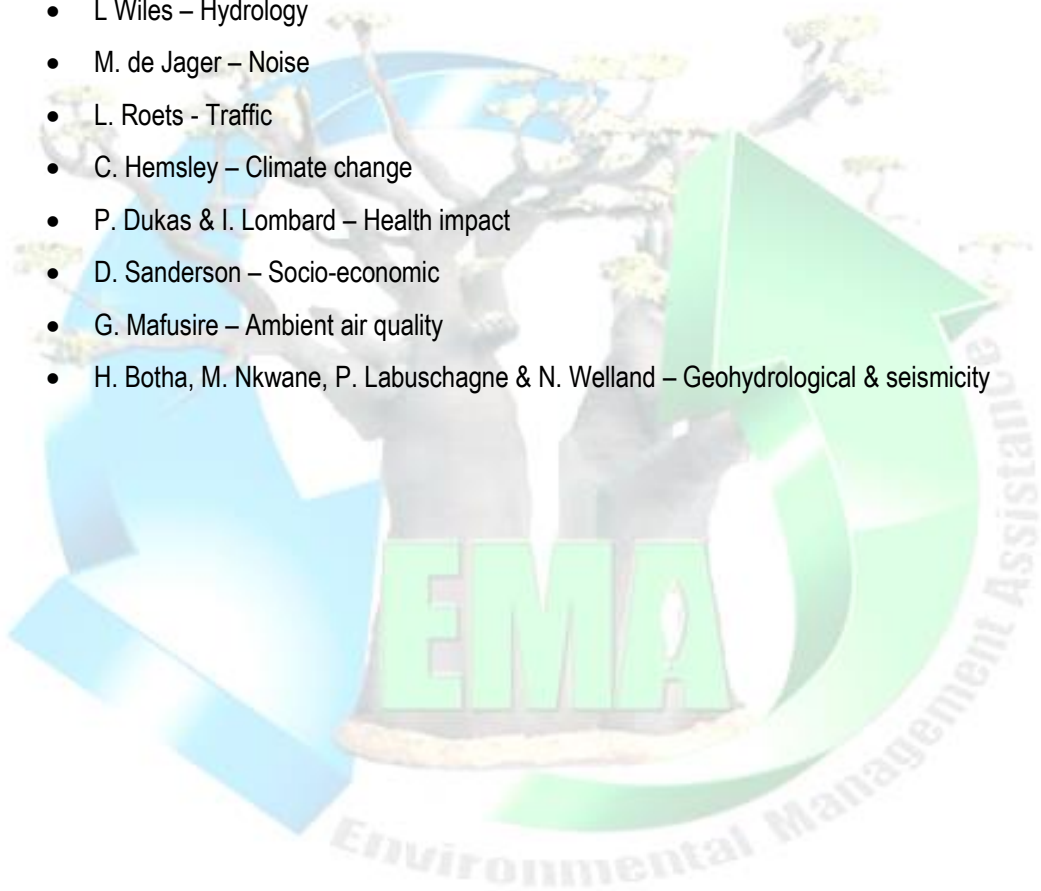 • L Wiles – Hydrology
• M. de Jager – Noise
• L. Roets - Traffic
• C. Hemsley – Climate change
• P. Dukas & I. Lombard – Health impact
• D. Sanderson – Socio-economic
• G. Mafusire – Ambient air quality
• H. Botha, M. Nkwane, P. Labuschagne & N. Welland – Geohydrological & seismicity
EMA
Environmental Management Assistance